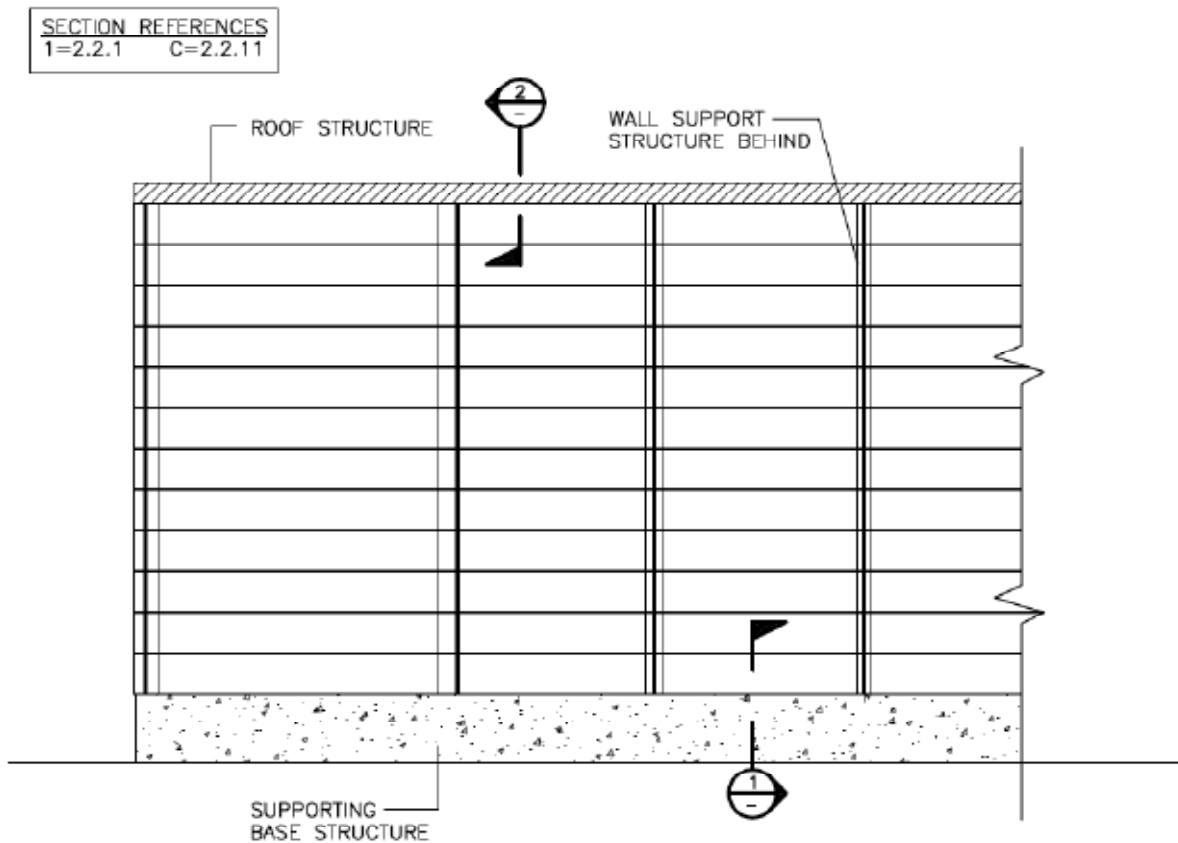 SECTION REFERENCES
1=2.2.1 C=2.2.11
2
-
ROOF STRUCTURE
WALL SUPPORT
STRUCTURE BEHIND
1
-
SUPPORTING
BASE STRUCTURE